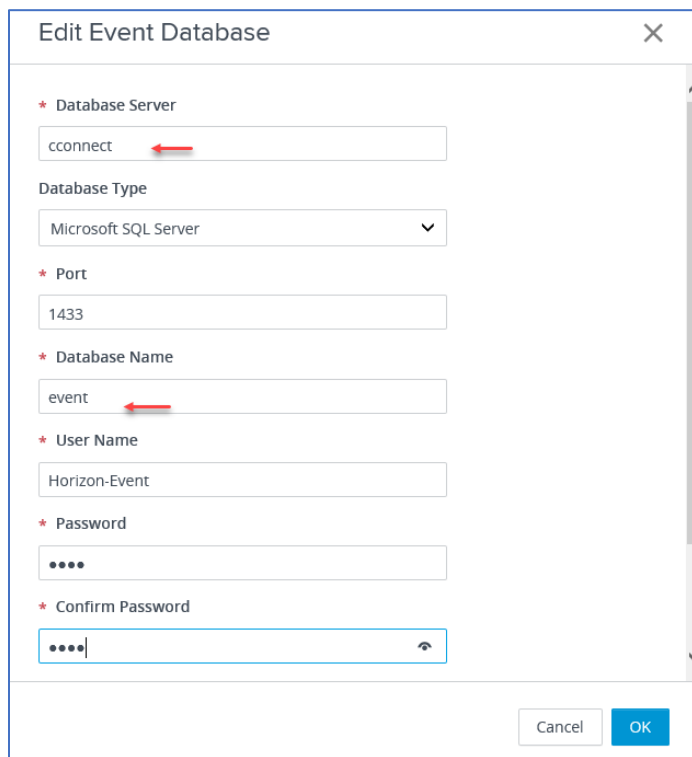 Edit Event Database
* Database Server
cconnect
Database Type
Microsoft SQL Server
* Port
1433
* Database Name
event
* User Name
Horizon-Event
* Password
••••
* Confirm Password
••••
Cancel OK